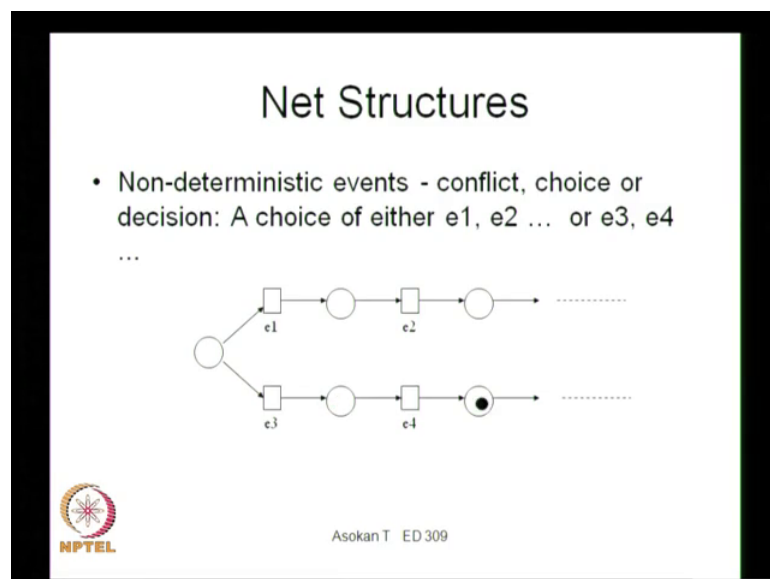 Net Structures
• Non-deterministic events - conflict, choice or
decision: A choice of either e1, e2 ... or e3, e4
...
e1
e2
e3
e4
NPTEL
Asokan T ED 309